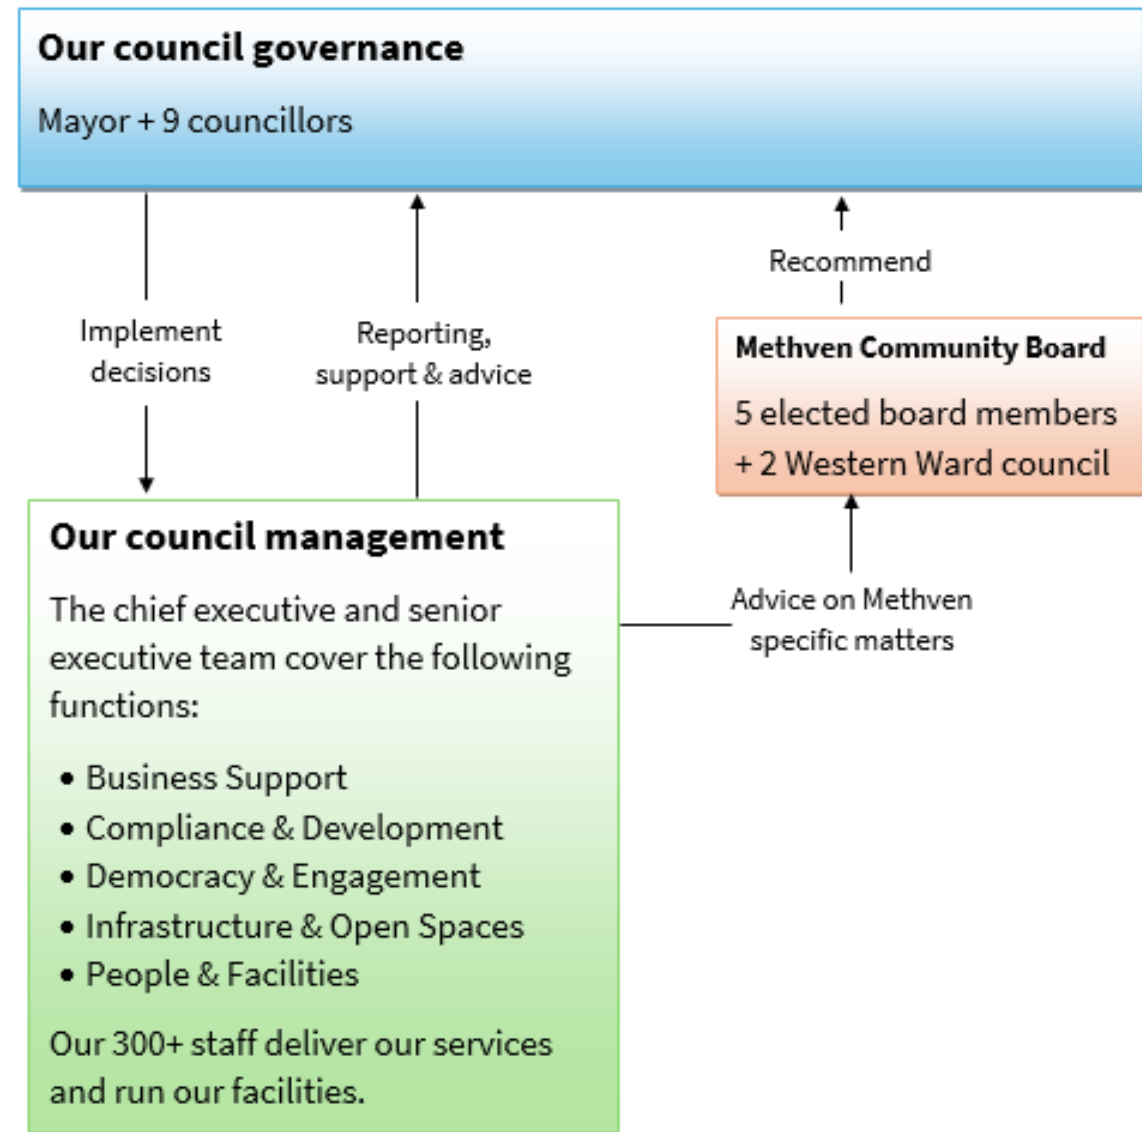 Our council governance
Mayor + 9 councillors
Recommend
Implement
decisions
Reporting,
support & advice
Methven Community Board
5 elected board members
+ 2 Western Ward council
Our council management
The chief executive and senior
executive team cover the following
functions:
• Business Support
• Compliance & Development
• Democracy & Engagement
• Infrastructure & Open Spaces
• People & Facilities
Our 300+ staff deliver our services
and run our facilities.
Advice on Methven
specific matters